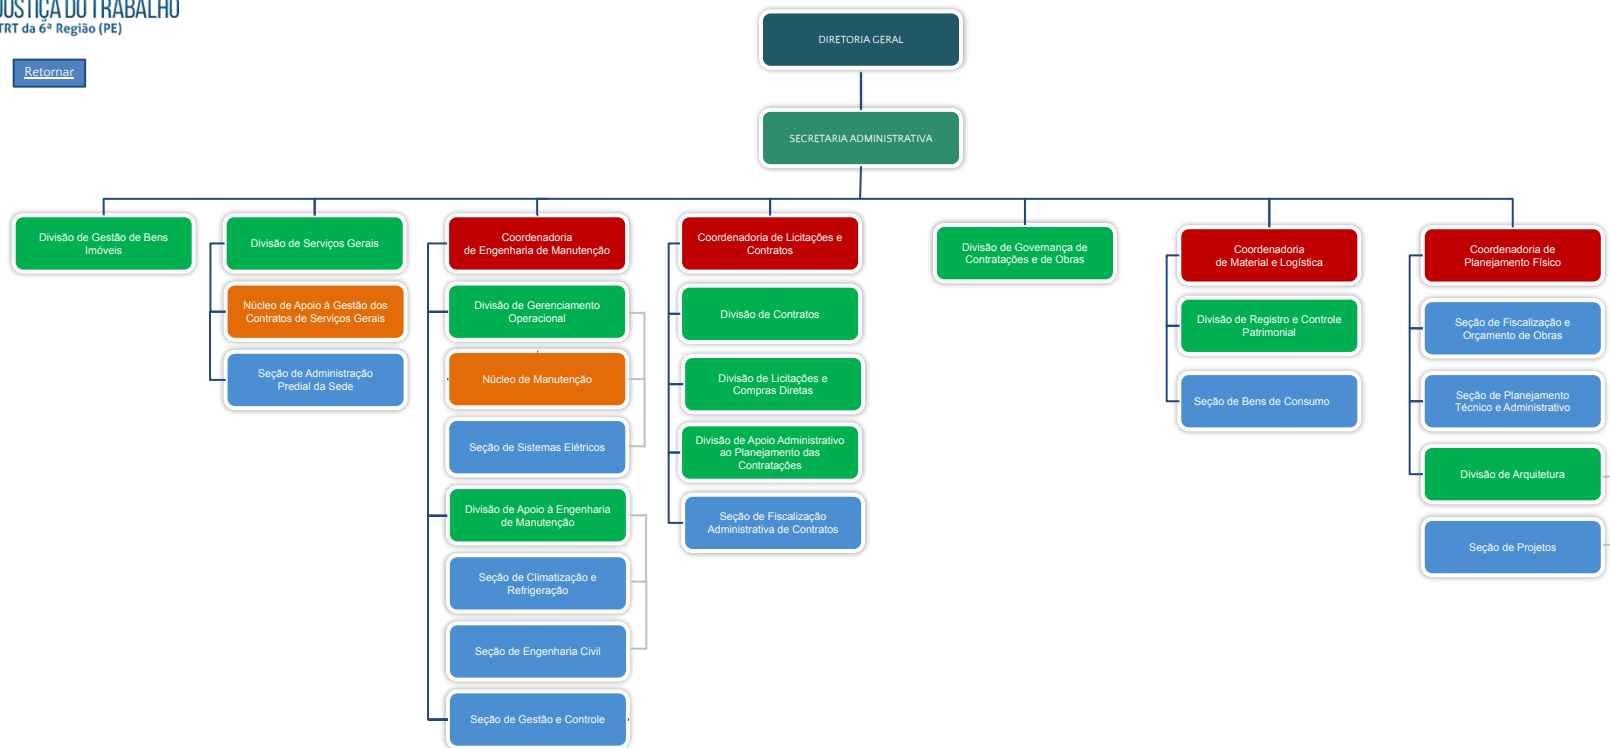 JUSTIÇA DO TRABALHO
TRT da 6ª Região (PE)
Retornar
DIRETORIA GERAL
SECRETARIA ADMINISTRATIVA
Divisão de Gestão de Bens
Imóveis
Divisão de Serviços Gerais
Núcleo de Apoio à Gestão dos
Contratos de Serviços Gerais
Seção de Administração
Predial da Sede
Coordenadoria
de Engenharia de Manutenção
Divisão de Gerenciamento
Operacional
Núcleo de Manutenção
Seção de Sistemas Elétricos
Divisão de Apoio à Engenharia
de Manutenção
Seção de Climatização e
Refrigeração
Seção de Engenharia Civil
Seção de Gestão e Controle
Coordenadoria de Licitações e
Contratos
Divisão de Contratos
Divisão de Licitações e
Compras Diretas
Divisão de Apoio Administrativo
ao Planejamento das
Contratações
Seção de Fiscalização
Administrativa de Contratos
Divisão de Governança de
Contratações e de Obras
Coordenadoria
de Material e Logística
Divisão de Registro e Controle
Patrimonial
Seção de Bens de Consumo
Coordenadoria de
Planejamento Físico
Seção de Fiscalização e
Orçamento de Obras
Seção de Planejamento
Técnico e Administrativo
Divisão de Arquitetura
Seção de Projetos